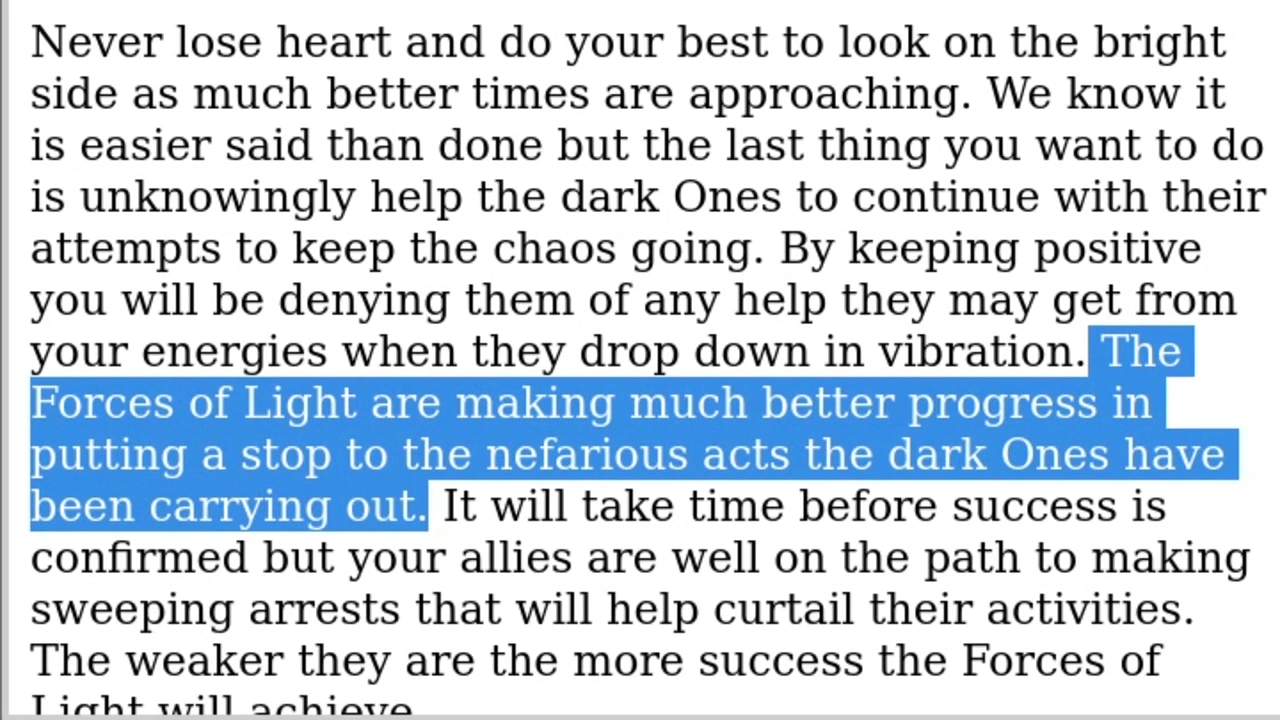 Never lose heart and do your best to look on the bright
side as much better times are approaching. We know it
is easier said than done but the last thing you want to do
is unknowingly help the dark Ones to continue with their
attempts to keep the chaos going. By keeping positive
you will be denying them of any help they may get from
your energies when they drop down in vibration. The
Forces of Light are making much better progress in
putting a stop to the nefarious acts the dark Ones have
been carrying out. It will take time before success is
confirmed but your allies are well on the path to making
sweeping arrests that will help curtail their activities.
The weaker they are the more success the Forces of
Light will achieve.